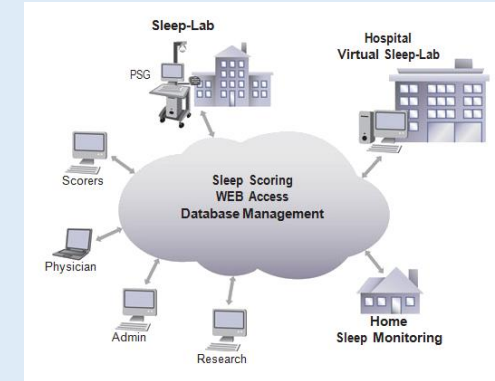 Sleep-Lab
PSG
Hospital
Virtual Sleep-Lab
Scorers
Sleep Scoring
WEB Access
Database Management
Physician
Admin
Research
Home
Sleep Monitoring